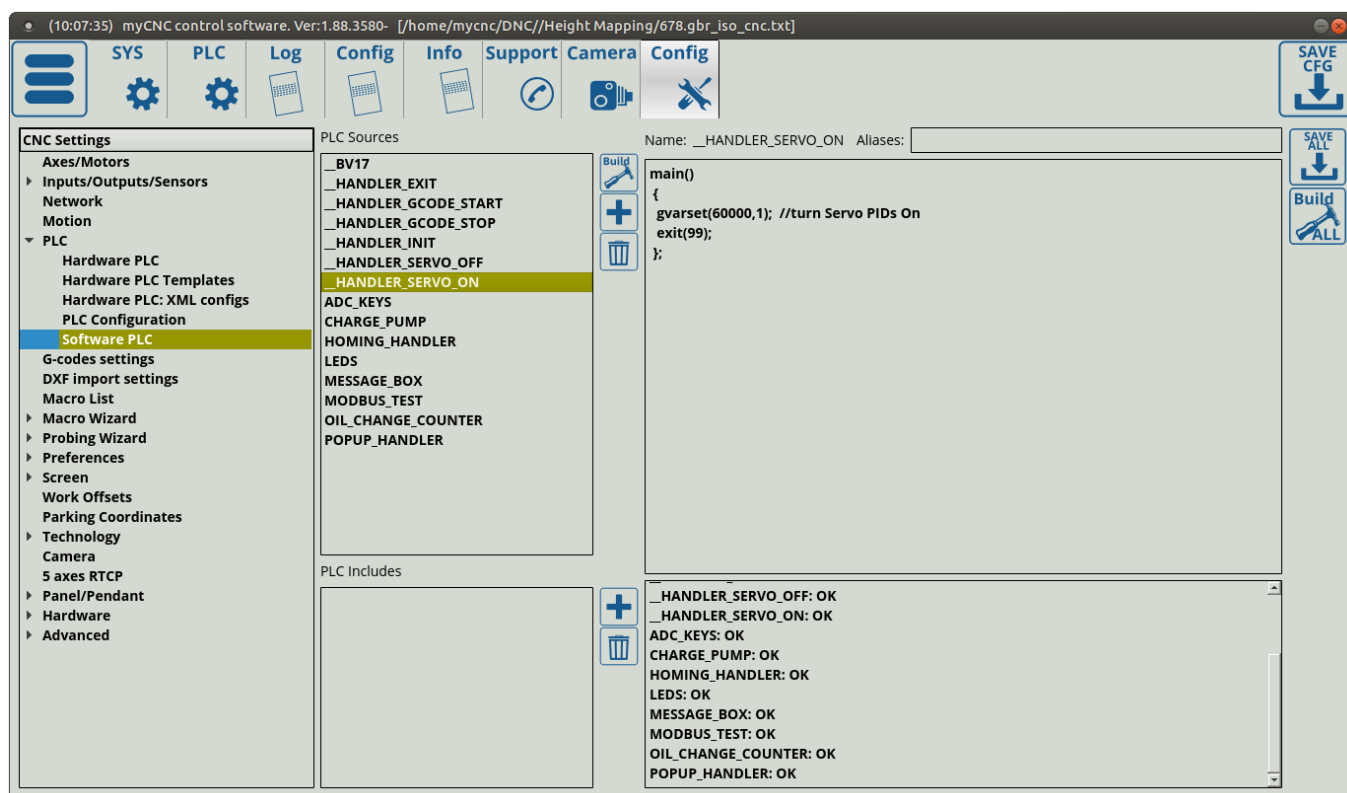 (10:07:35) myCNC control software. Ver:1.88.3580- [/home/mycnc/DNC//Height Mapping/678.gbr_iso_cnc.txt]
SYS PLC Log Config Info Support Camera Config
SAVE CFG
CNC Settings
Axes/Motors
Inputs/Outputs/Sensors
Network
Motion
PLC
Hardware PLC
Hardware PLC Templates
Hardware PLC: XML configs
PLC Configuration
Software PLC
G-codes settings
DXF import settings
Macro List
Macro Wizard
Probing Wizard
Preferences
Screen
Work Offsets
Parking Coordinates
Technology
Camera
5 axes RTCP
Panel/Pendant
Hardware
Advanced
PLC Sources
__BV17
__HANDLER_EXIT
__HANDLER_GCODE_START
__HANDLER_GCODE_STOP
__HANDLER_INIT
__HANDLER_SERVO_OFF
__HANDLER_SERVO_ON
ADC_KEYS
CHARGE_PUMP
HOMING_HANDLER
LEDS
MESSAGE_BOX
MODBUS_TEST
OIL_CHANGE_COUNTER
POPUP_HANDLER
Build
PLC Includes
Name: __HANDLER_SERVO_ON Aliases:
main()
{
gvarset(60000,1); //turn Servo PIDs On
exit(99);
};
__HANDLER_SERVO_OFF: OK
__HANDLER_SERVO_ON: OK
ADC_KEYS: OK
CHARGE_PUMP: OK
HOMING_HANDLER: OK
LEDS: OK
MESSAGE_BOX: OK
MODBUS_TEST: OK
OIL_CHANGE_COUNTER: OK
POPUP_HANDLER: OK
SAVE ALL
Build ALL